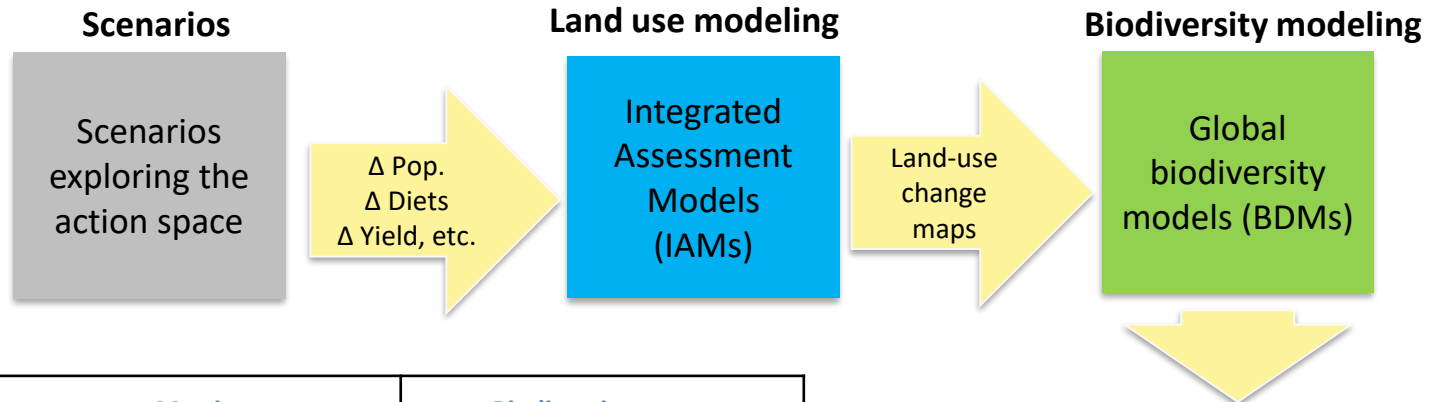 Scenarios
Land use modeling
Biodiversity modeling
Scenarios
exploring the
action space
Δ Pop.
Δ Diets
Δ Yield, etc.
Integrated
Assessment
Models
(IAMs)
Land-use
change
maps
Global
biodiversity
models (BDMs)